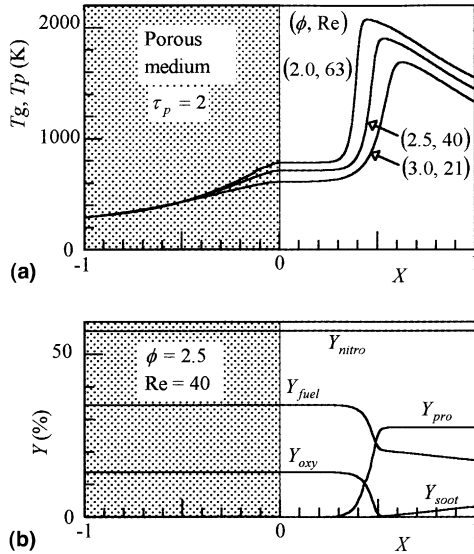 Tg, Tp (K)
2000
1000
0
Porous
medium
τp = 2
(ϕ, Re)
(2.0, 63)
(2.5, 40)
(3.0, 21)
-1
0
X
(a)
Y (%)
50
0
ϕ = 2.5
Re = 40
Ynitro
Yfuel
Ypro
Yoxy
Ysoot
-1
0
X
(b)